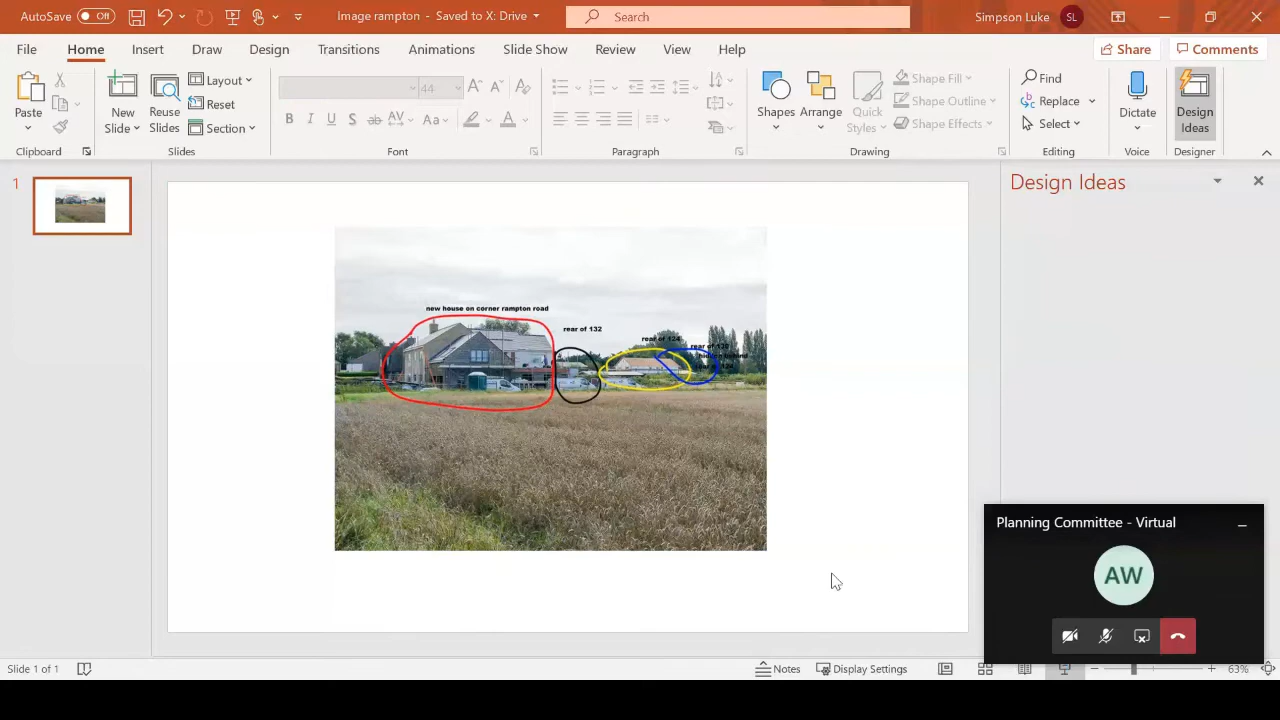 AutoSave Off Image rampton - Saved to X: Drive Search Simpson Luke SL
File Home Insert Draw Design Transitions Animations Slide Show Review View Help Share Comments
Paste
Clipboard
New Slide
Reuse Slides
Layout
Reset
Section
Slides
44
Font
Paragraph
Shapes
Arrange
Quick Styles
Shape Fill
Shape Outline
Shape Effects
Drawing
Find
Replace
Select
Editing
Dictate
Voice
Design Ideas
Designer
1
Design Ideas
new house on corner rampton road
rear of 132
rear of 124
hidden behind
Planning Committee - Virtual
AW
Slide 1 of 1 Notes Display Settings 63%